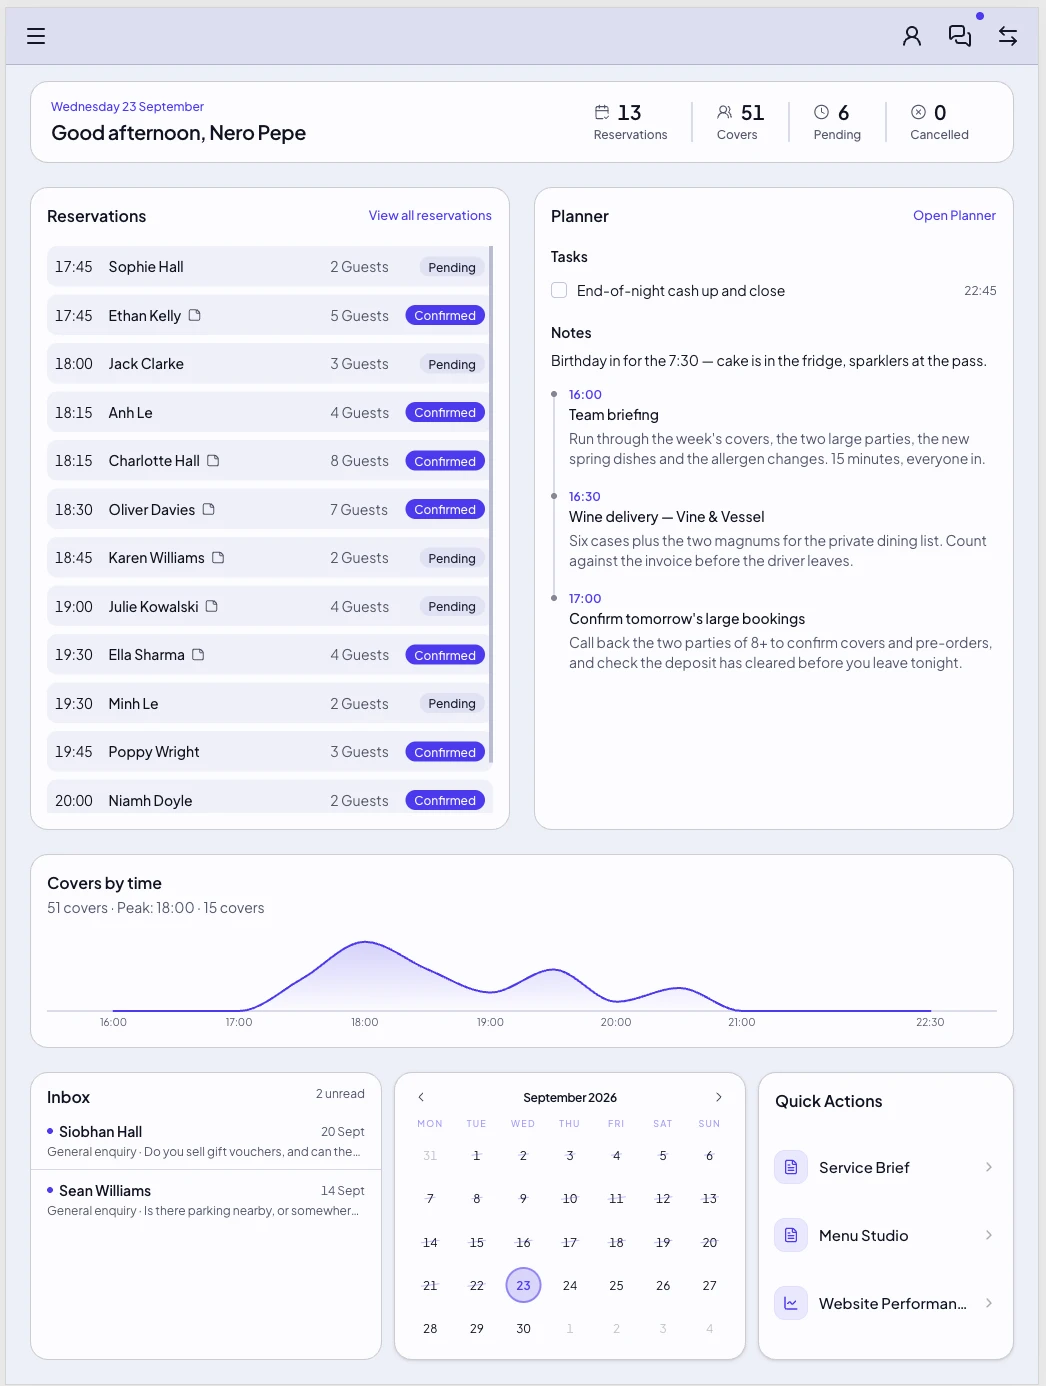 Wednesday 23 September
Good afternoon, Nero Pepe
13
Reservations
51
Covers
6
Pending
0
Cancelled
Reservations
View all reservations
17:45 Sophie Hall 2 Guests Pending
17:45 Ethan Kelly 5 Guests Confirmed
18:00 Jack Clarke 3 Guests Pending
18:15 Anh Le 4 Guests Confirmed
18:15 Charlotte Hall 8 Guests Confirmed
18:30 Oliver Davies 7 Guests Confirmed
18:45 Karen Williams 2 Guests Pending
19:00 Julie Kowalski 4 Guests Pending
19:30 Ella Sharma 4 Guests Confirmed
19:30 Minh Le 2 Guests Pending
19:45 Poppy Wright 3 Guests Confirmed
20:00 Niamh Doyle 2 Guests Confirmed
Planner
Open Planner
Tasks
End-of-night cash up and close 22:45
Notes
Birthday in for the 7:30 — cake is in the fridge, sparklers at the pass.
16:00
Team briefing
Run through the week's covers, the two large parties, the new
spring dishes and the allergen changes. 15 minutes, everyone in.
16:30
Wine delivery — Vine & Vessel
Six cases plus the two magnums for the private dining list. Count
against the invoice before the driver leaves.
17:00
Confirm tomorrow's large bookings
Call back the two parties of 8+ to confirm covers and pre-orders,
and check the deposit has cleared before you leave tonight.
Covers by time
51 covers · Peak: 18:00 · 15 covers
16:00 17:00 18:00 19:00 20:00 21:00 22:30
Inbox
2 unread
Siobhan Hall 20 Sept
General enquiry · Do you sell gift vouchers, and can the...
Sean Williams 14 Sept
General enquiry · Is there parking nearby, or somewher...
September 2026
MON TUE WED THU FRI SAT SUN
31 1 2 3 4 5 6
7 8 9 10 11 12 13
14 15 16 17 18 19 20
21 22 23 24 25 26 27
28 29 30 1 2 3 4
Quick Actions
Service Brief
Menu Studio
Website Performan...